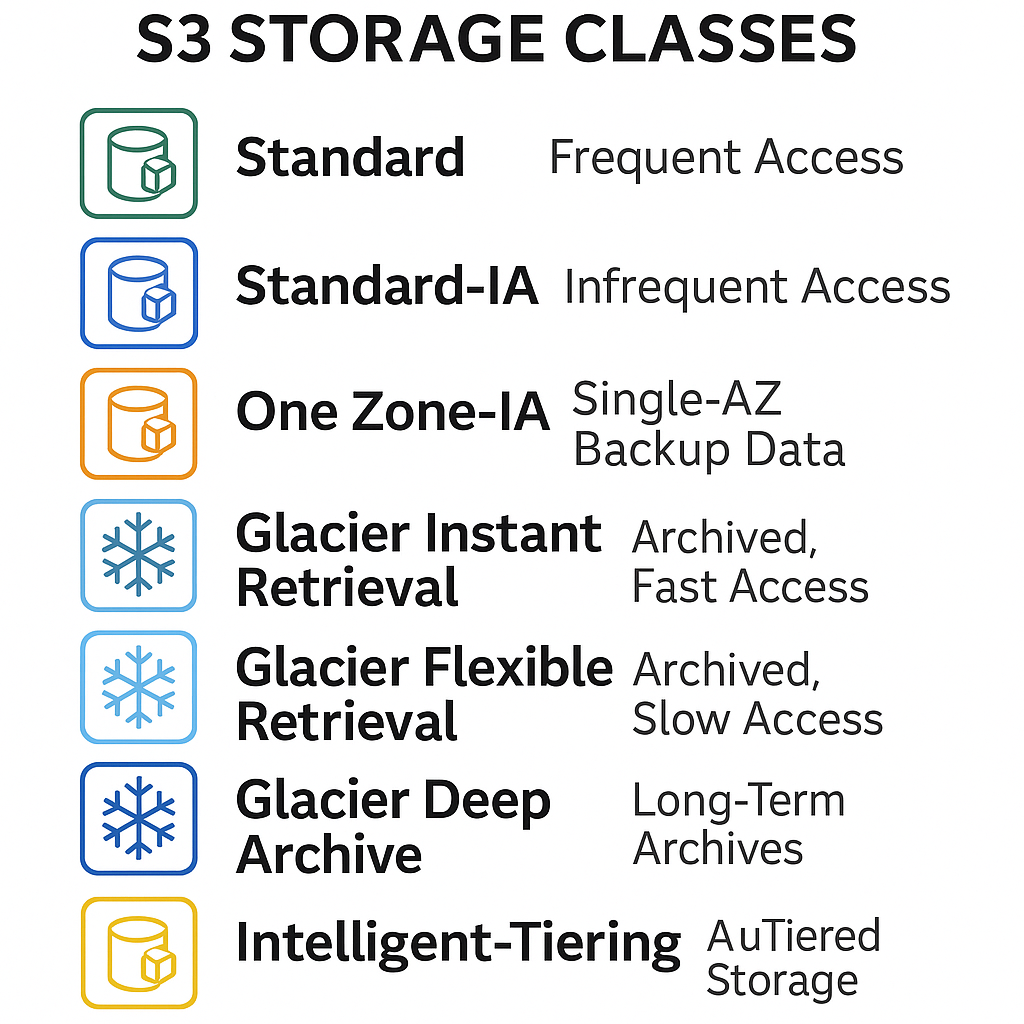 S3 STORAGE CLASSES
Standard Frequent Access
Standard-IA Infrequent Access
One Zone-IA Single-AZ
Backup Data
Glacier Instant Archived,
Retrieval Fast Access
Glacier Flexible Archived,
Retrieval Slow Access
Glacier Deep Long-Term
Archive Archives
Intelligent-Tiering AuTiered
Storage